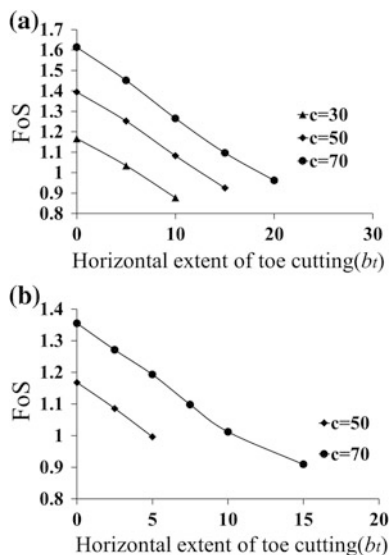 (a)
1.7
1.6
1.5
1.4
1.3
1.2
1.1
1
0.9
0.8
FoS
c=30
c=50
c=70
0 10 20 30
Horizontal extent of toe cutting(bt)
(b)
1.4
1.3
1.2
1.1
1
0.9
0.8
FoS
c=50
c=70
0 5 10 15 20
Horizontal extent of toe cutting(bt)